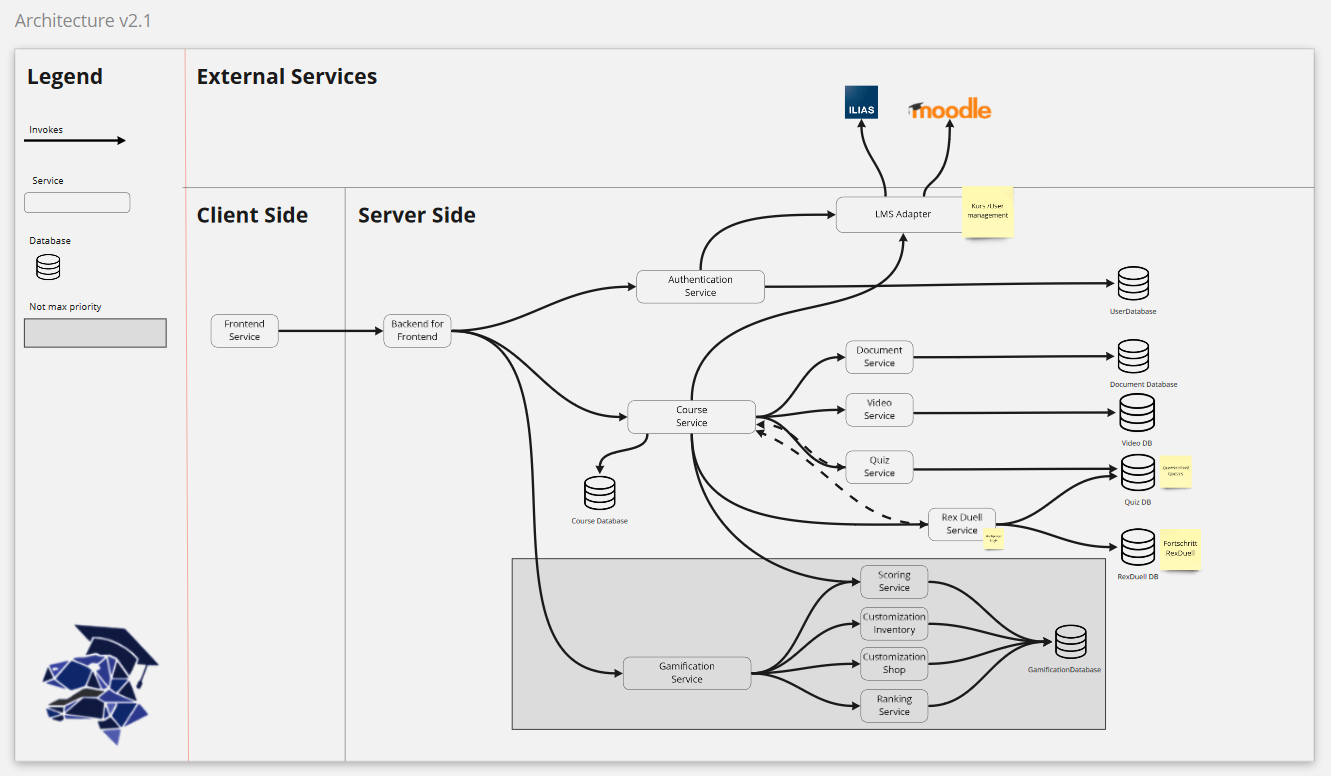 Architecture v2.1
Legend
Invokes
Service
Database
Not max priority
External Services
ILIAS
moodle
Client Side
Server Side
LMS Adapter
Kurs /User
management
Authentication
Service
UserDatabase
Frontend
Service
Backend for
Frontend
Document
Service
Document Database
Video
Service
Video DB
Course
Service
Course Database
Quiz
Service
Quiz DB
Rex Duell
Service
Fortschritt
RexDuell
RexDuell DB
Scoring
Service
Customization
Inventory
Customization
Shop
Ranking
Service
Gamification
Service
GamificationDatabase